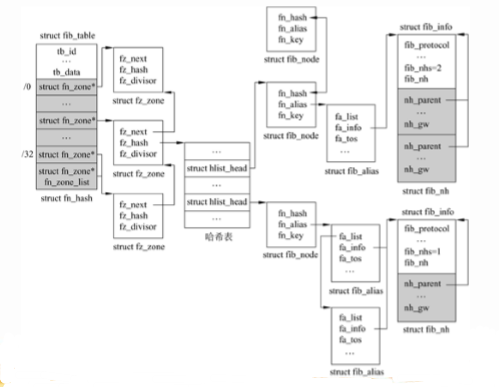 struct fib_table
tb_id
...
tb_data
/0
struct fn_zone*
...
struct fn_zone*
...
/32
struct fn_zone*
struct fn_zone*
fn_zone_list
struct fn_hash
fz_next
fz_hash
fz_divisor
struct fz_zone
fz_next
fz_hash
fz_divisor
struct fz_zone
fz_next
fz_hash
fz_divisor
struct fz_zone
...
struct hlist_head
...
struct hlist_head
哈希表
fn_hash
fn_alias
fn_key
struct fib_node
fn_hash
fn_alias
fn_key
struct fib_node
fn_hash
fn_alias
fn_key
struct fib_node
fa_list
fa_info
fa_tos
...
struct fib_alias
fa_list
fa_info
fa_tos
...
struct fib_alias
fa_list
fa_info
fa_tos
...
struct fib_alias
struct fib_info
fib_protocol
...
fib_nhs=2
fib_nh
nh_parent
...
nh_gw
nh_parent
...
nh_gw
struct fib_nh
struct fib_info
fib_protocol
...
fib_nhs=1
fib_nh
nh_parent
...
nh_gw
struct fib_nh